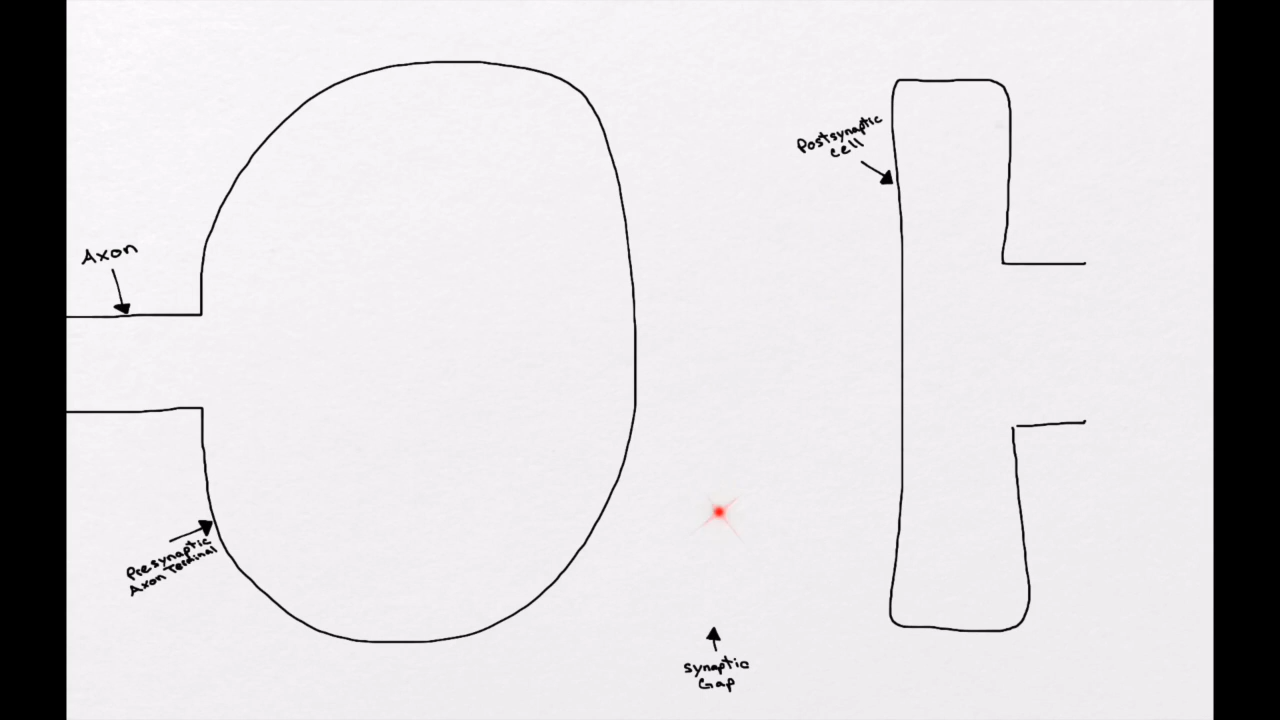 Postsynaptic
cell
Axon
Presynaptic
Axon Terminal
synaptic
Gap